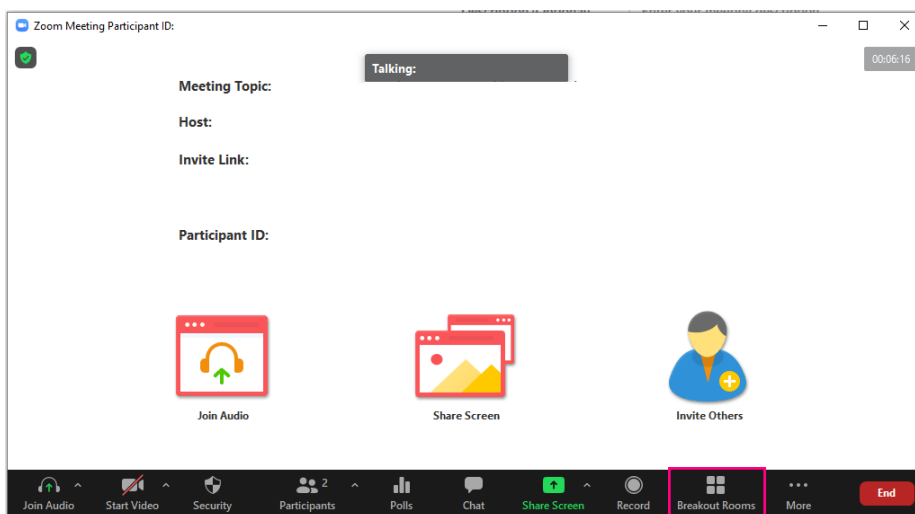 Zoom Meeting Participant ID:
00:06:16
Talking:
Meeting Topic:
Host:
Invite Link:
Participant ID:
Join Audio
Share Screen
Invite Others
2
Join Audio
Start Video
Security
Participants
Polls
Chat
Share Screen
Record
Breakout Rooms
More
End